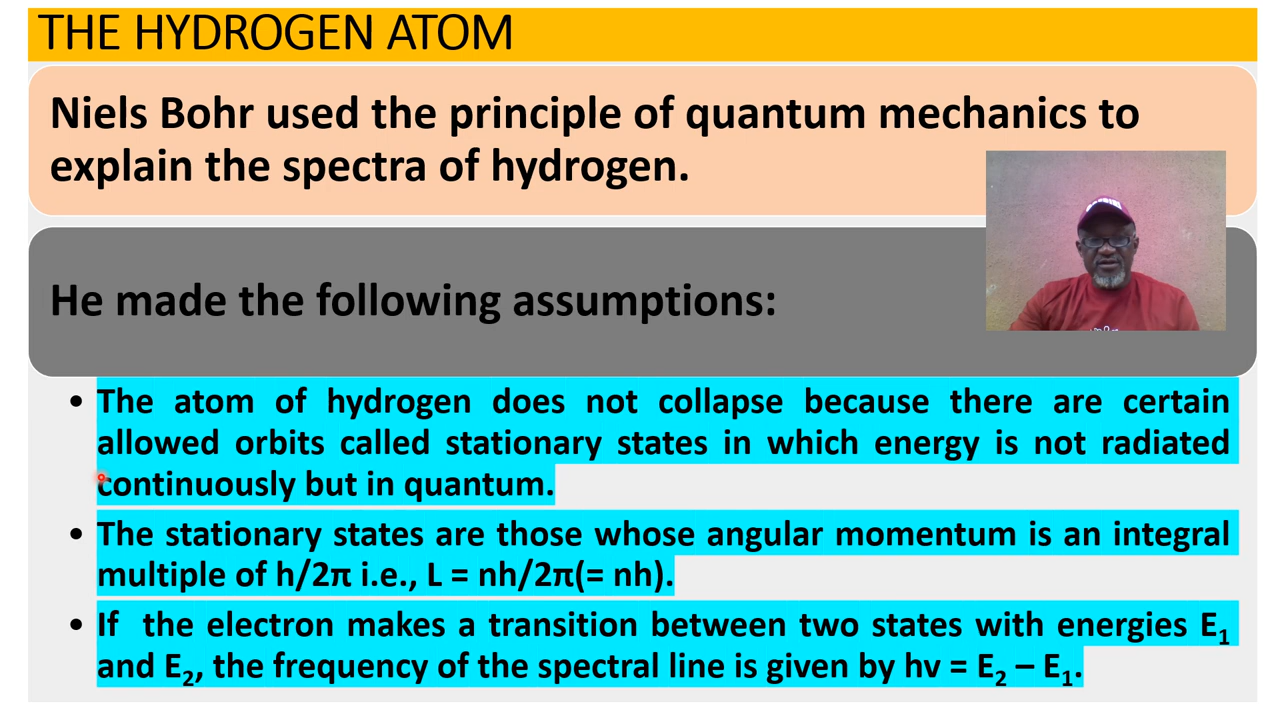 THE HYDROGEN ATOM
Niels Bohr used the principle of quantum mechanics to
explain the spectra of hydrogen.
He made the following assumptions:
• The atom of hydrogen does not collapse because there are certain
allowed orbits called stationary states in which energy is not radiated
continuously but in quantum.
• The stationary states are those whose angular momentum is an integral
multiple of h/2π i.e., L = nh/2π(= nh).
• If the electron makes a transition between two states with energies E₁
and E₂, the frequency of the spectral line is given by hv = E₂ – E₁.